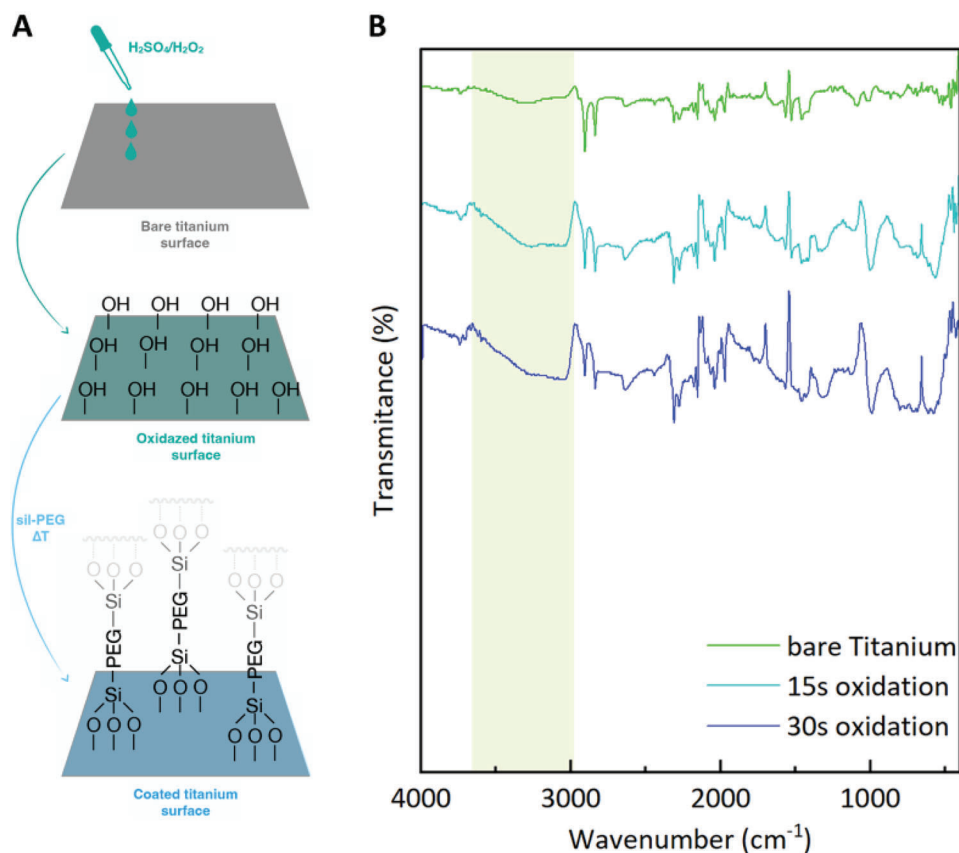 A
H₂SO₄/H₂O₂
Bare titanium
surface
OH OH OH OH
OH OH OH OH
OH OH OH OH OH
Oxidazed titanium
surface
sil-PEG
ΔT
O O O
Si
PEG
Si
O O O
O O O
Si
PEG
Si
O O O
O O O
Si
PEG
Si
O O O
Coated titanium
surface
B
Transmitance (%)
bare Titanium
15s oxidation
30s oxidation
4000 3000 2000 1000
Wavenumber (cm⁻¹)